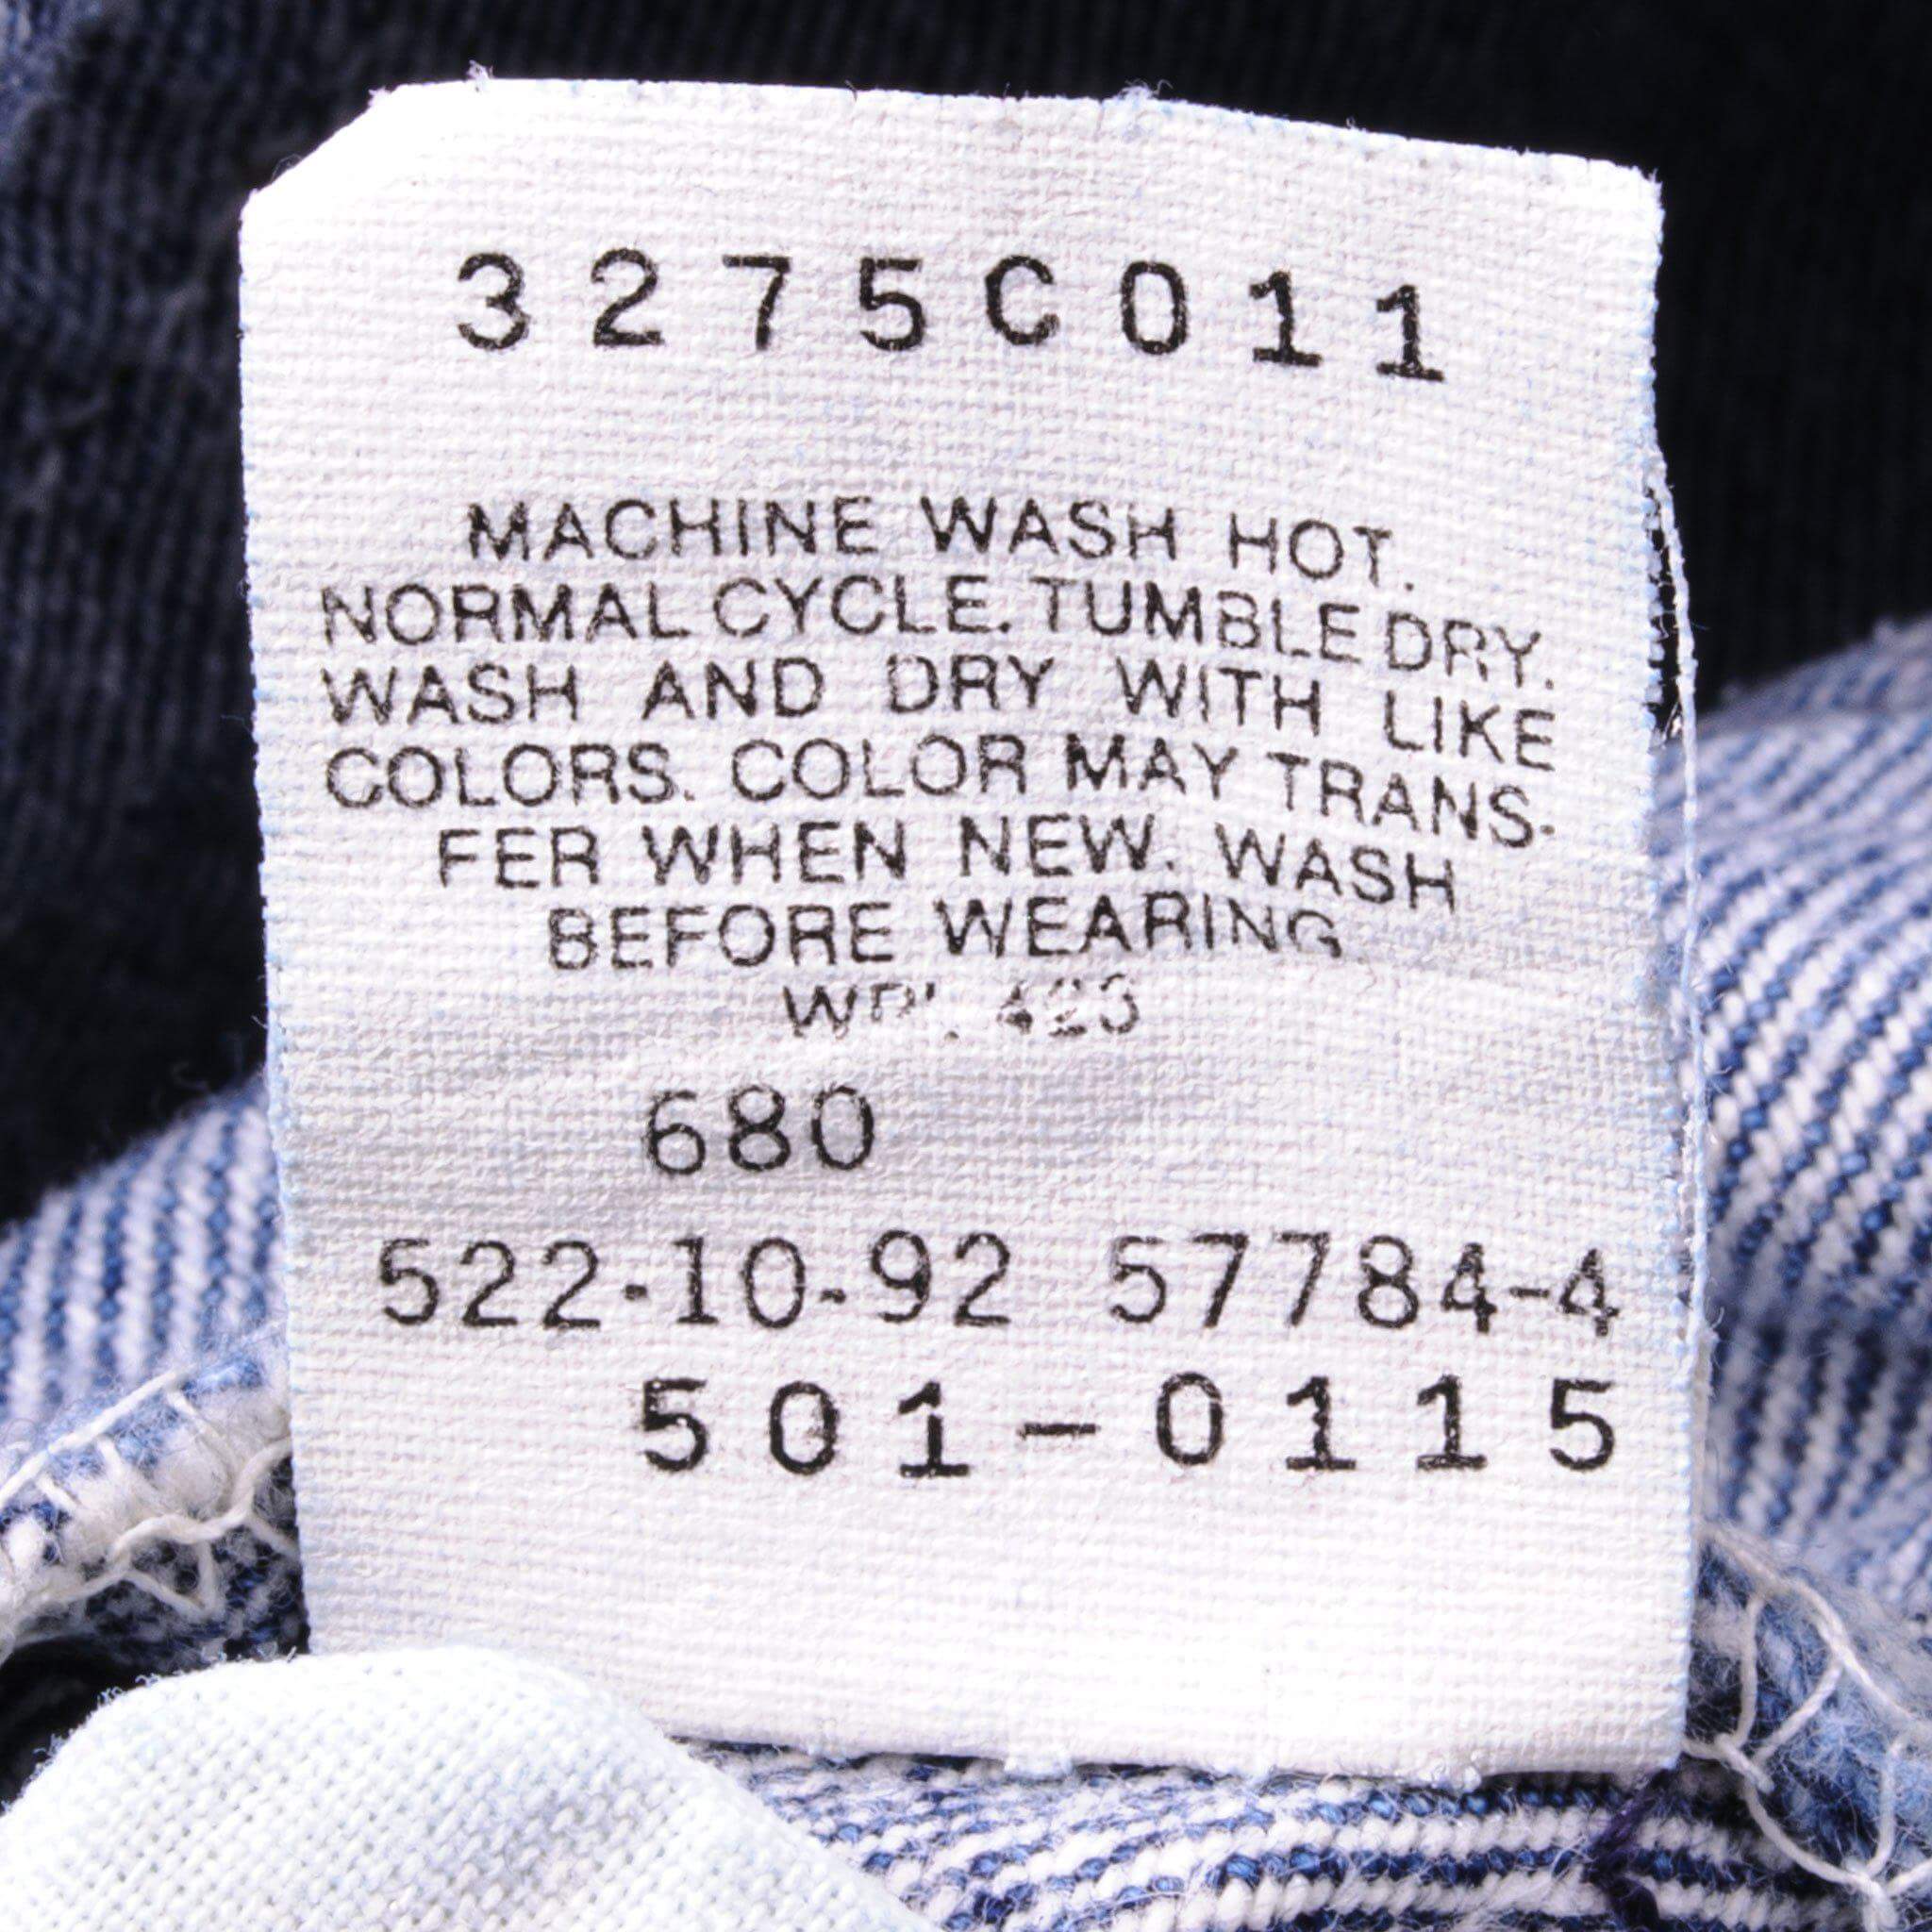 3275C011
MACHINE WASH HOT.
NORMAL CYCLE. TUMBLE DRY.
WASH AND DRY WITH LIKE
COLORS. COLOR MAY TRANS-
FER WHEN NEW. WASH
BEFORE WEARING
423
680
522-10-92 57784-4
501-0115